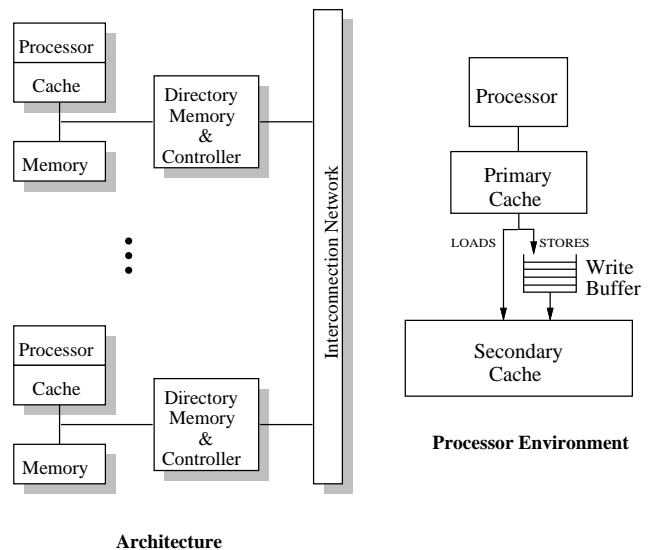 Processor
Cache
Memory
Directory
Memory
&
Controller
Processor
Cache
Memory
Directory
Memory
&
Controller
Interconnection Network
Architecture
Processor
Primary
Cache
LOADS
STORES
Write
Buffer
Secondary
Cache
Processor Environment